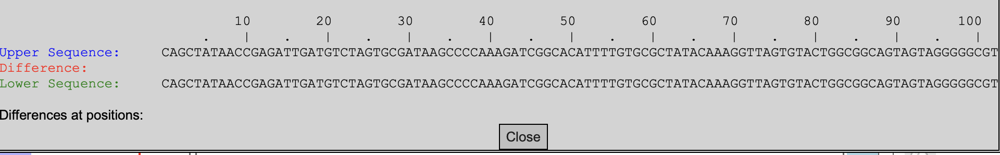 10 20 30 40 50 60 70 80 90 100
. | . | . | . | . | . | . | . | . | . |
Upper Sequence: CAGCTATAACCGAGATTGATGTCTAGTGCGATAAGCCCCAAAGATCGGCACATTTTGTGCGCTATACAAAGGTTAGTGTACTGGCGGCAGTAGTAGGGGGCGT
Difference:
Lower Sequence: CAGCTATAACCGAGATTGATGTCTAGTGCGATAAGCCCCAAAGATCGGCACATTTTGTGCGCTATACAAAGGTTAGTGTACTGGCGGCAGTAGTAGGGGGCGT
Differences at positions:
Close